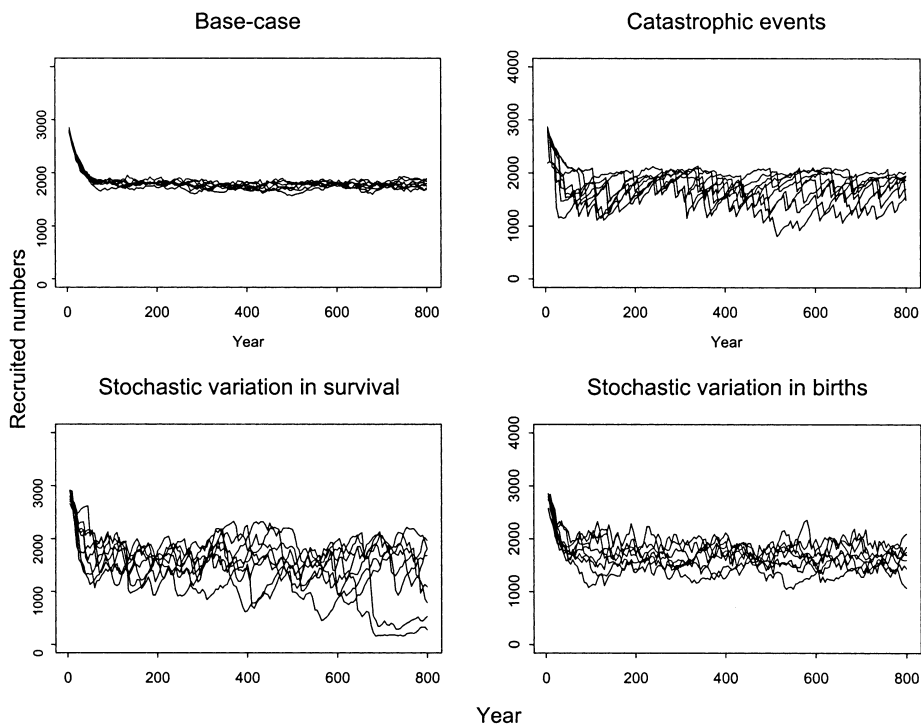 Base-case
Catastrophic events
Recruited numbers
0 1000 2000 3000
0 200 400 600 800
Year
0 1000 2000 3000 4000
0 200 400 600 800
Year
Stochastic variation in survival
Stochastic variation in births
0 1000 2000 3000
0 200 400 600 800
0 1000 2000 3000 4000
0 200 400 600 800
Year